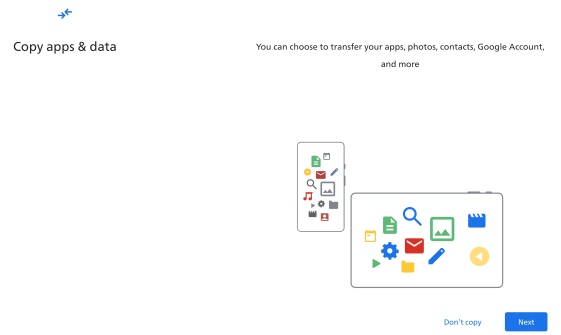 Copy apps & data
You can choose to transfer your apps, photos, contacts, Google Account,
and more
Don't copy
Next